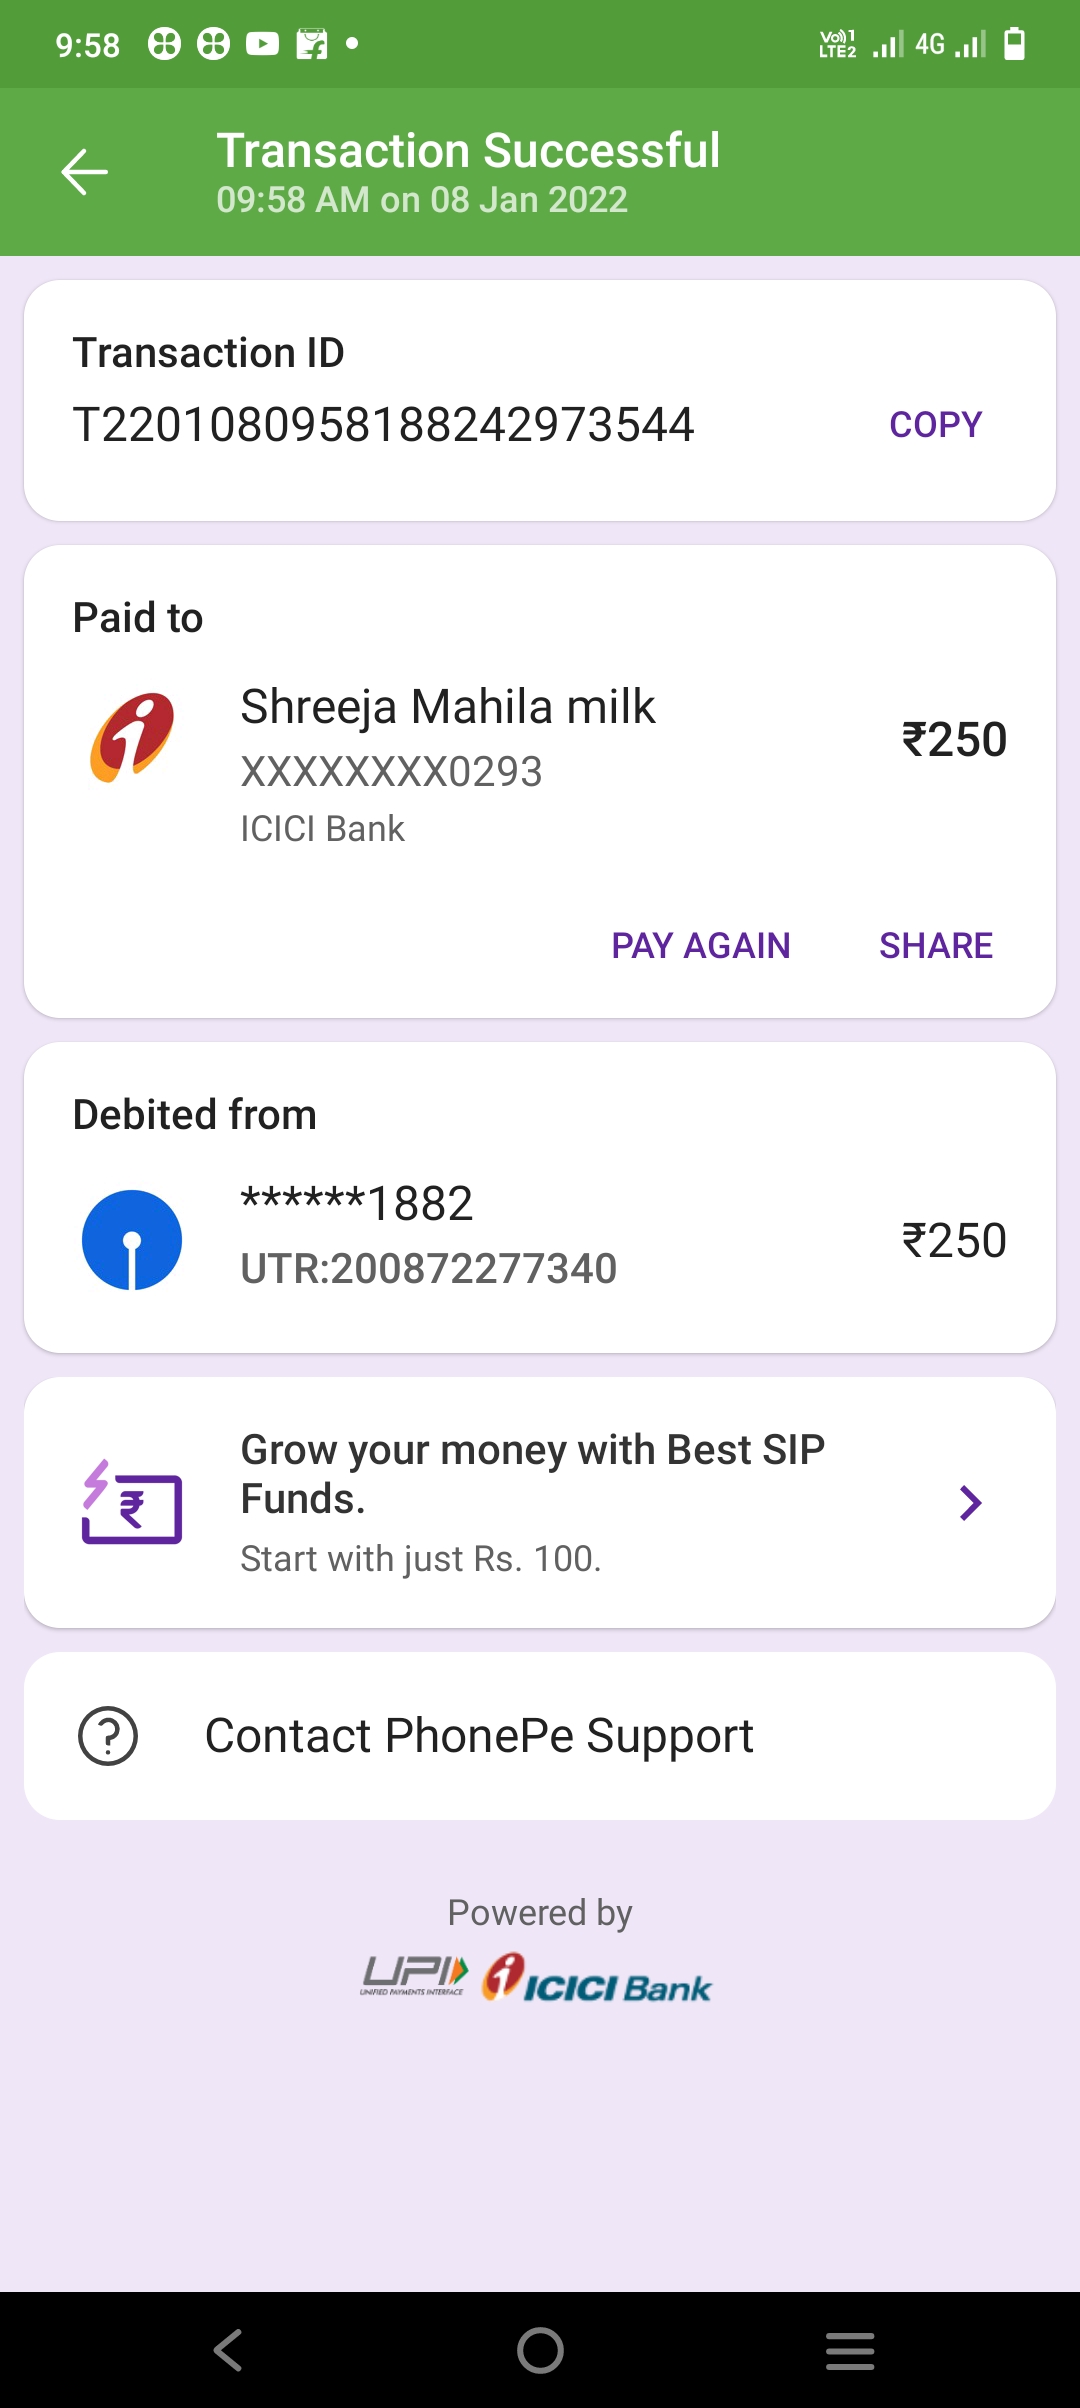 9:58
Vo)) 1
LTE2
4G
Transaction Successful
09:58 AM on 08 Jan 2022
Transaction ID
T2201080958188242973544
COPY
Paid to
Shreeja Mahila milk
₹250
XXXXXXXX0293
ICICI Bank
PAY AGAIN
SHARE
Debited from
******1882
₹250
UTR:200872277340
Grow your money with Best SIP
Funds.
Start with just Rs. 100.
Contact PhonePe Support
Powered by
UPI
UNIFIED PAYMENTS INTERFACE
ICICI Bank